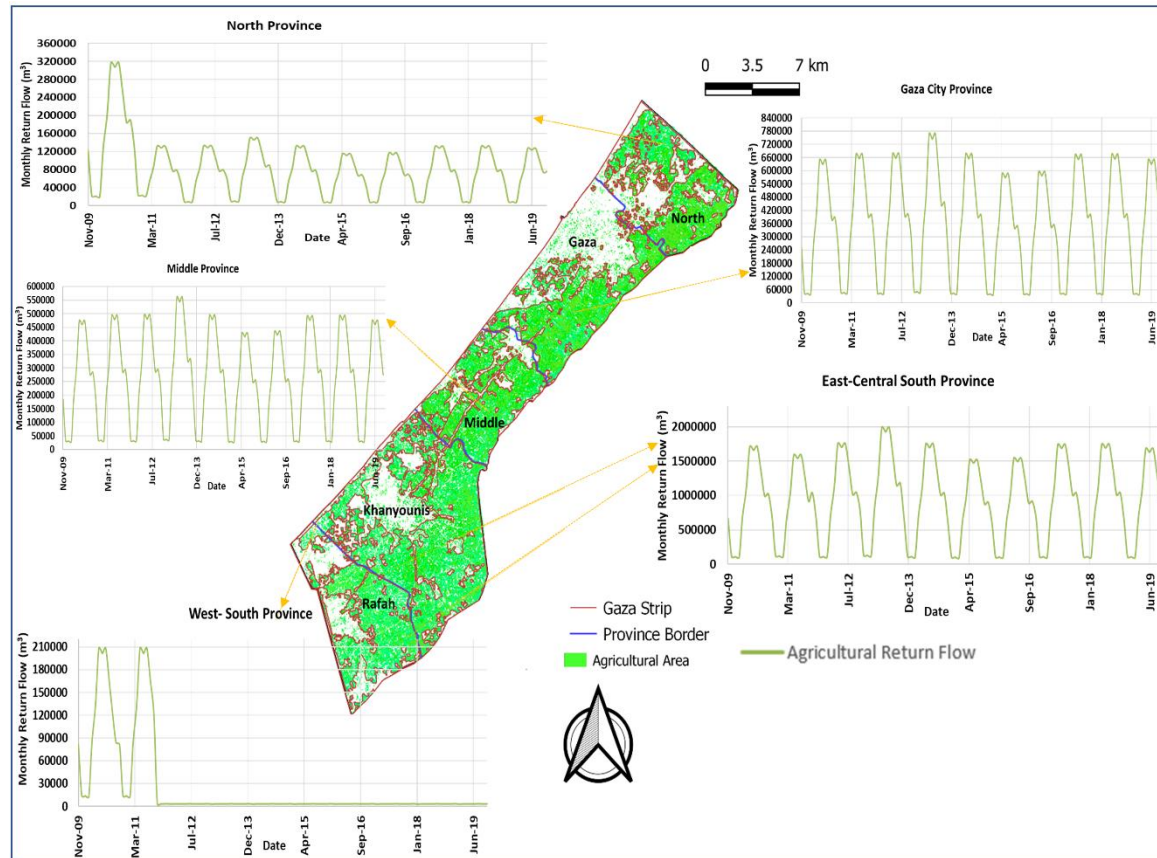 North Province
Monthly Return Flow (m³)
360000
320000
280000
240000
200000
160000
120000
80000
40000
0
Nov-09
Mar-11
Jul-12
Dec-13
Apr-15
Sep-16
Jan-18
Jun-19
Date
0 3.5 7 km
Gaza City Province
Monthly Return Flow (m³)
840000
780000
720000
660000
600000
540000
480000
420000
360000
300000
240000
180000
120000
60000
0
Nov-09
Mar-11
Jul-12
Dec-13
Apr-15
Sep-16
Jan-18
Jun-19
Date
Middle Province
Monthly Return Flow (m³)
600000
550000
500000
450000
400000
350000
300000
250000
200000
150000
100000
50000
0
Nov-09
Mar-11
Jul-12
Dec-13
Apr-15
Sep-16
Jan-18
Jun-19
Date
North
Gaza
Middle
Khanyounis
Rafah
East-Central South Province
Monthly Return Flow (m³)
2000000
1500000
1000000
500000
0
Nov-09
Mar-11
Jul-12
Dec-13
Apr-15
Sep-16
Jan-18
Jun-19
Date
West- South Province
Monthly Return Flow (m³)
210000
180000
150000
120000
90000
60000
30000
0
Nov-09
Mar-11
Jul-12
Dec-13
Apr-15
Sep-16
Jan-18
Jun-19
Date
Gaza Strip
Province Border
Agricultural Area
Agricultural Return Flow